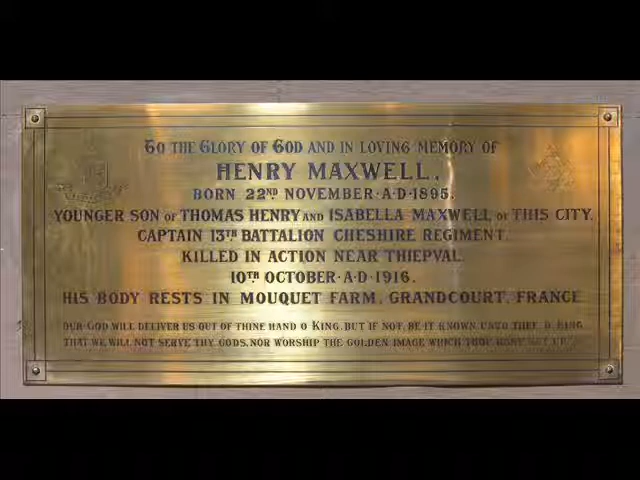 To the Glory of God and in loving memory of
HENRY MAXWELL.
BORN 22ND NOVEMBER·A·D·1895.
YOUNGER SON OF THOMAS HENRY AND ISABELLA MAXWELL OF THIS CITY.
CAPTAIN 13TH BATTALION CHESHIRE REGIMENT.
KILLED IN ACTION NEAR THIEPVAL
10TH OCTOBER·A·D·1916.
HIS BODY RESTS IN MOUQUET FARM, GRANDCOURT, FRANCE
OUR GOD WILL DELIVER US OUT OF THINE HAND O KING. BUT IF NOT, BE IT KNOWN UNTO THEE, O KING
THAT WE WILL NOT SERVE THY GODS, NOR WORSHIP THE GOLDEN IMAGE WHICH THOU HAST SET UP.